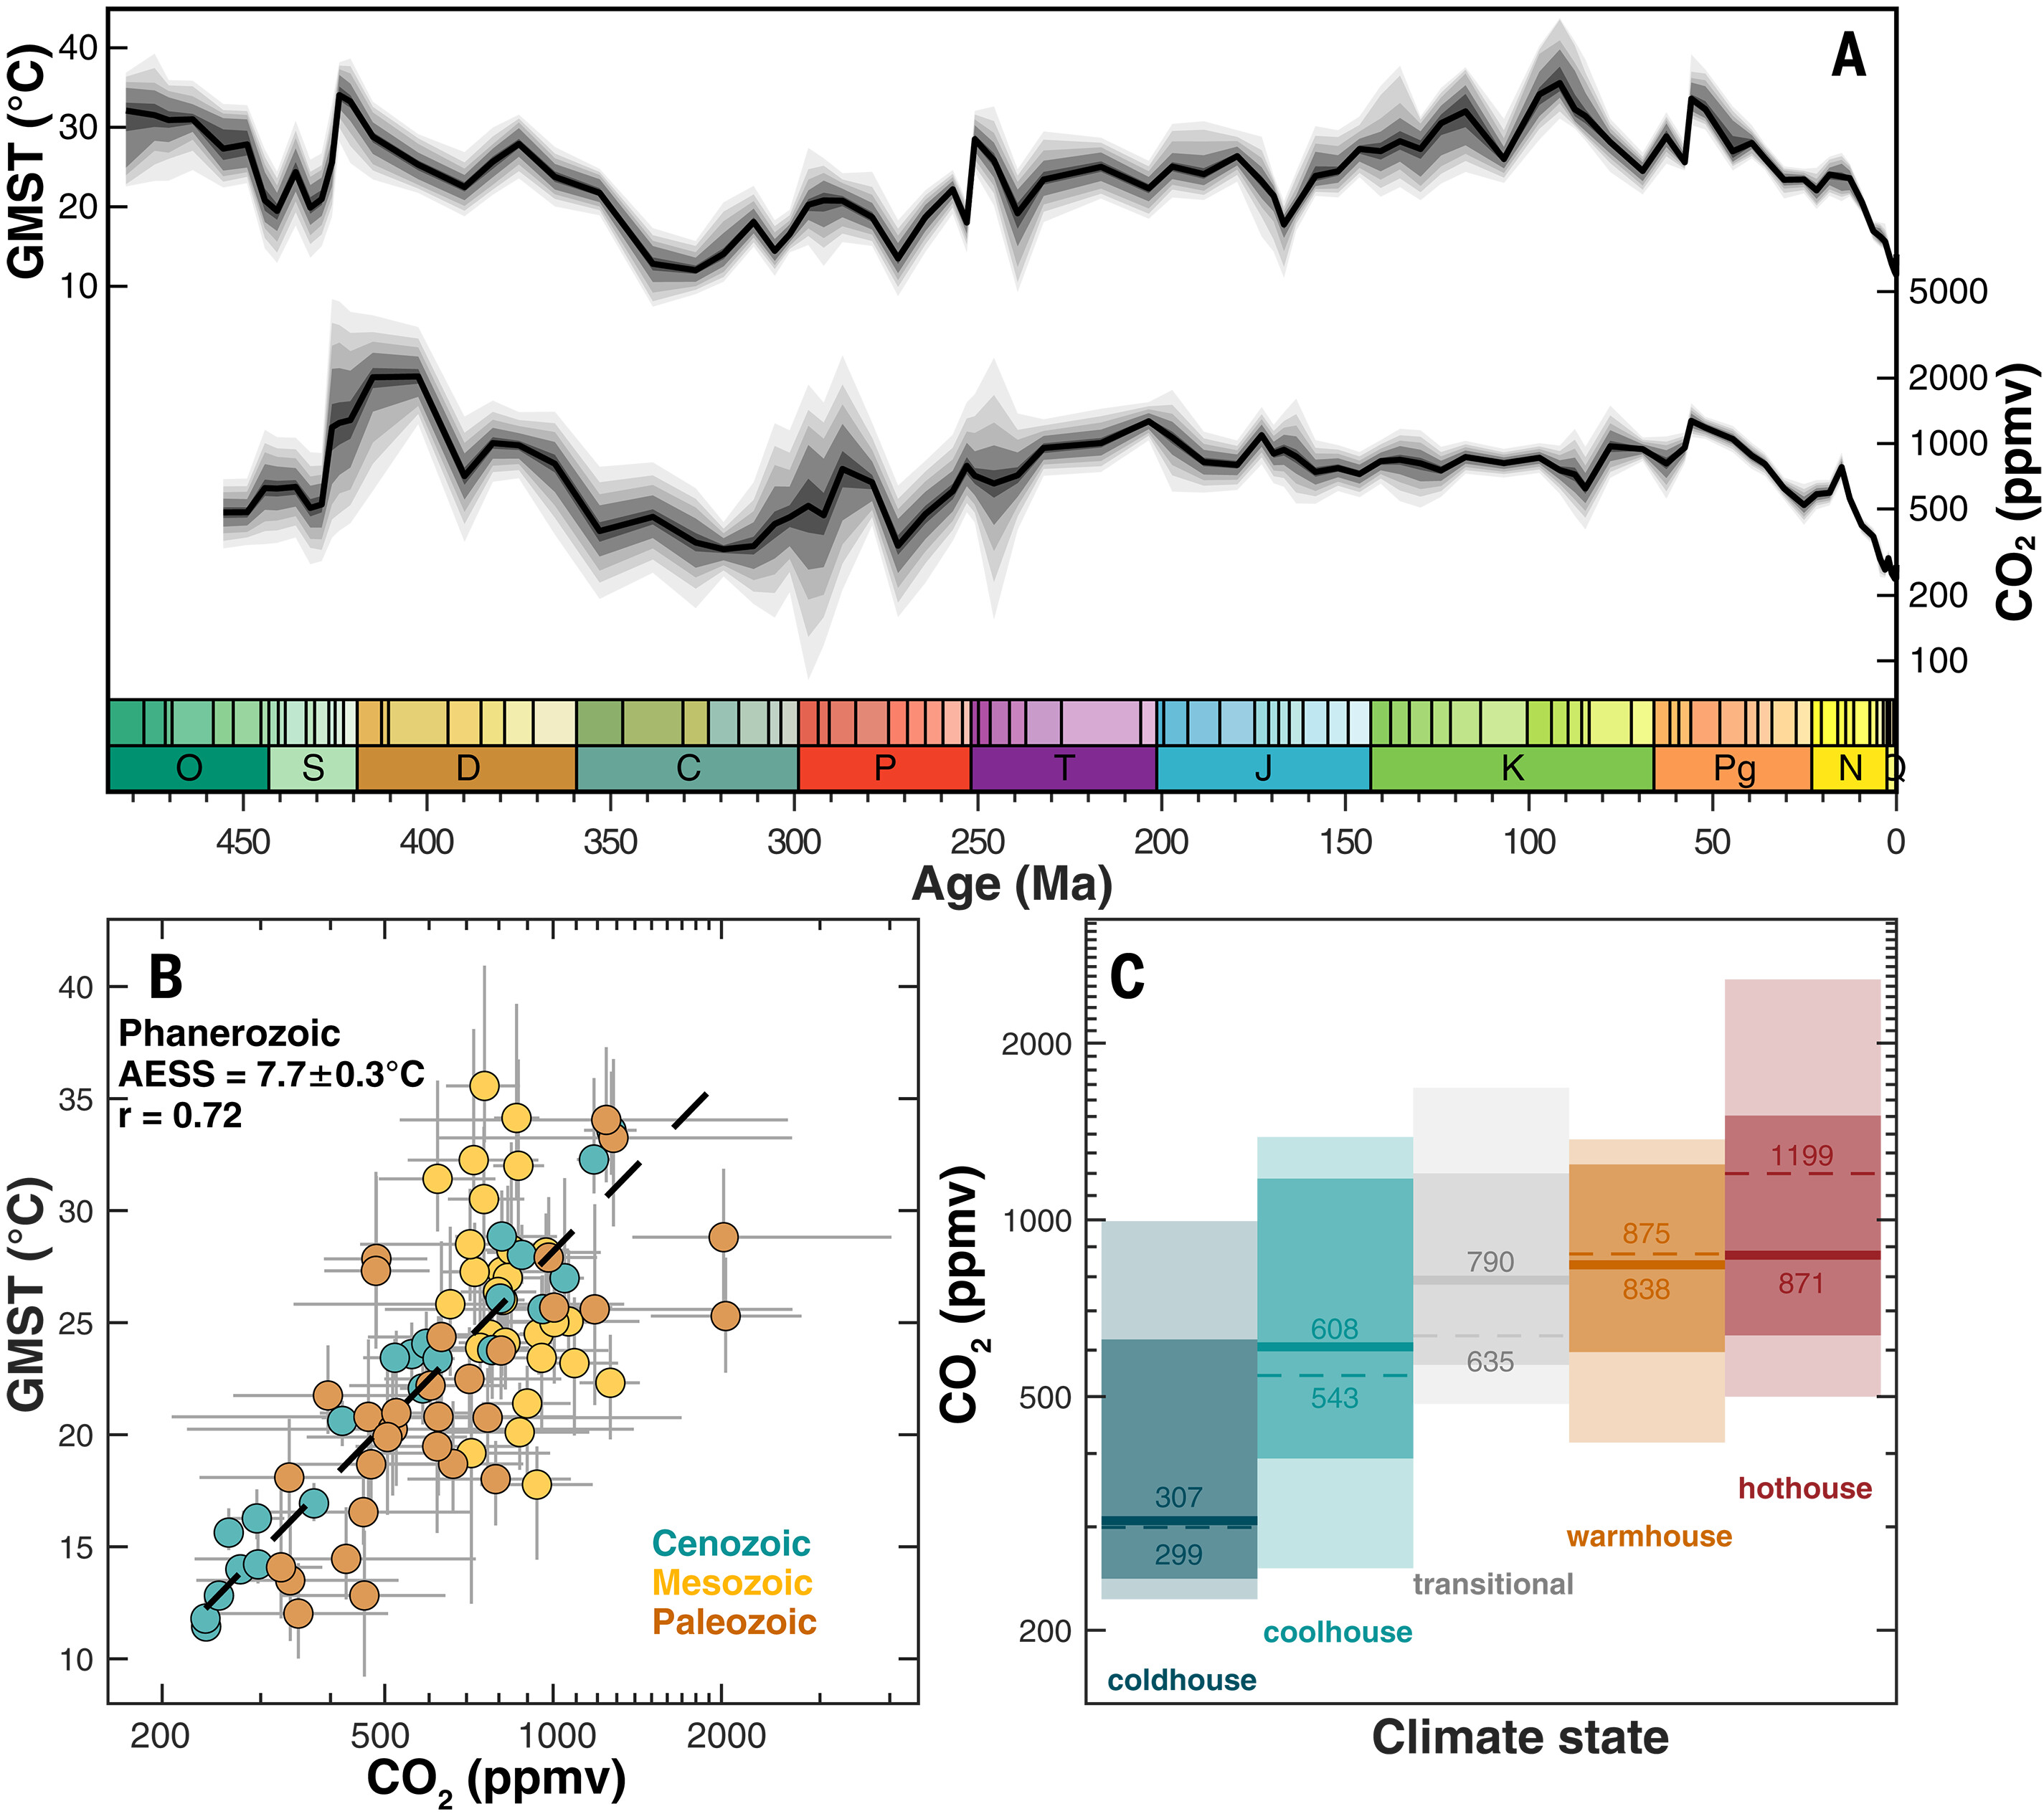 A
GMST (°C)
40
30
20
10
5000
2000
1000
500
200
100
CO2 (ppmv)
O S D C P T J K Pg N Q
450 400 350 300 250 200 150 100 50 0
Age (Ma)
B
Phanerozoic
AESS = 7.7±0.3°C
r = 0.72
GMST (°C)
40
35
30
25
20
15
10
Cenozoic
Mesozoic
Paleozoic
200 500 1000 2000
CO2 (ppmv)
C
CO2 (ppmv)
2000
1000
500
200
307
299
coldhouse
608
543
coolhouse
790
635
transitional
875
838
warmhouse
1199
871
hothouse
Climate state